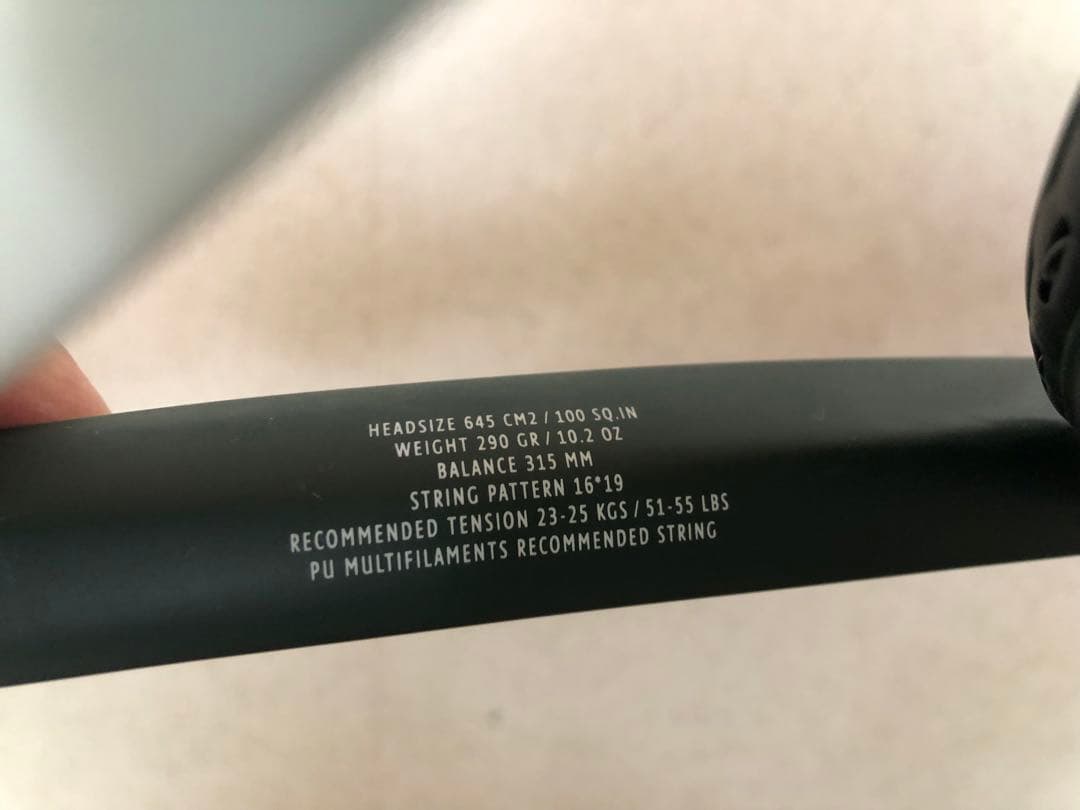 HEADSIZE 645 CM2 / 100 SQ.IN
WEIGHT 290 GR / 10.2 OZ
BALANCE 315 MM
STRING PATTERN 16*19
RECOMMENDED TENSION 23-25 KGS / 51-55 LBS
PU MULTIFILAMENTS RECOMMENDED STRING